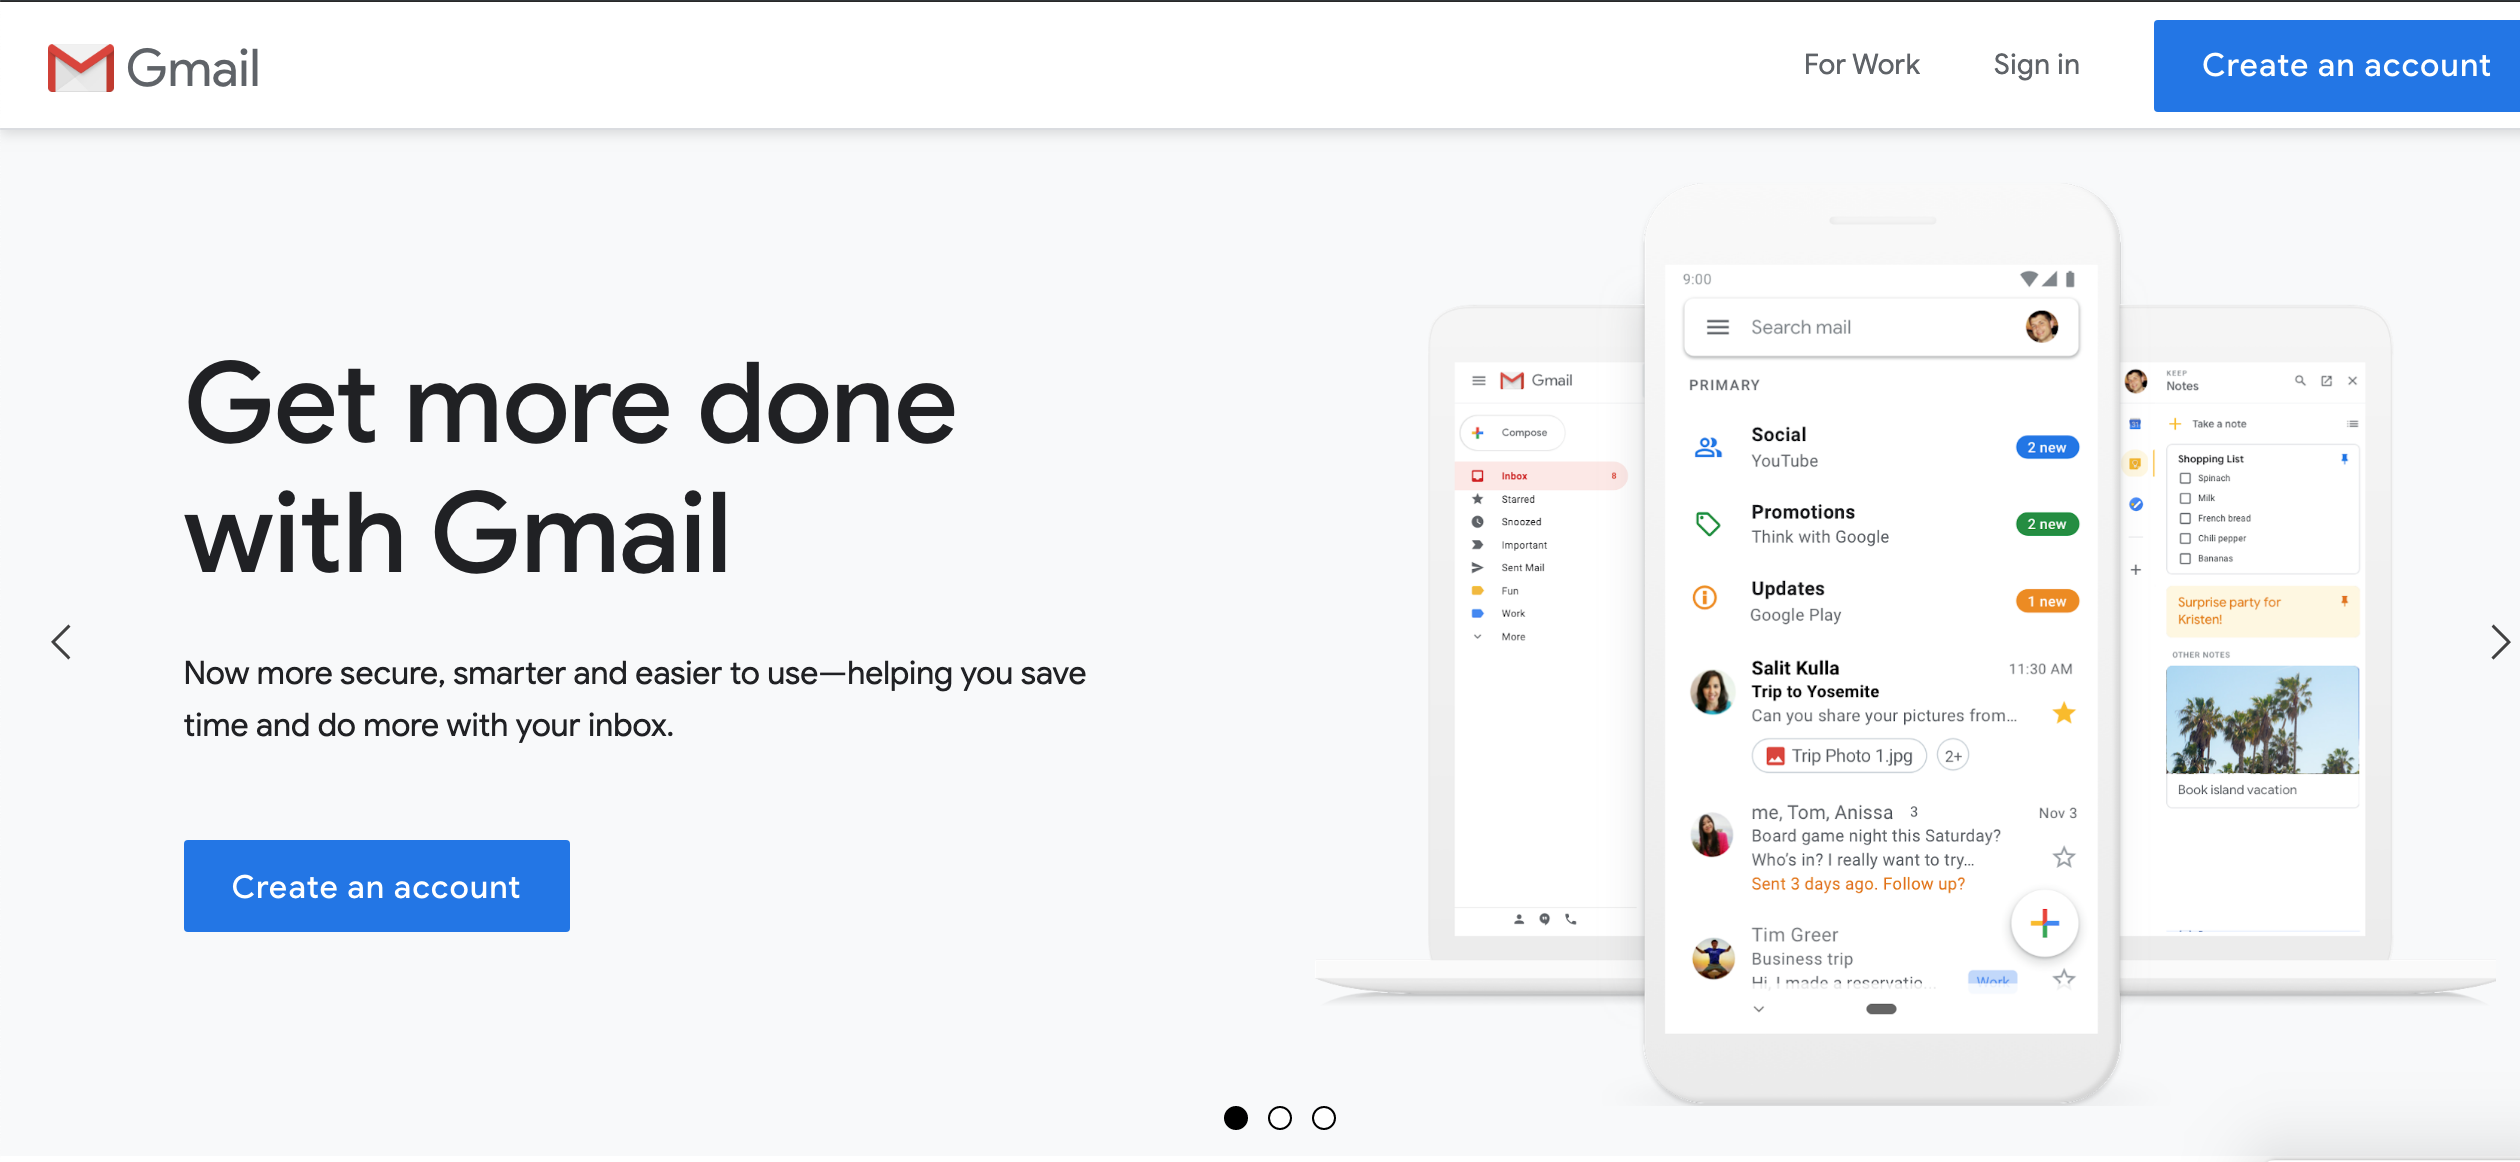 Gmail
For Work
Sign in
Create an account
Get more done
with Gmail
Now more secure, smarter and easier to use—helping you save
time and do more with your inbox.
Create an account
Gmail
Compose
Inbox 8
Starred
Snoozed
Important
Sent Mail
Fun
Work
More
9:00
Search mail
PRIMARY
Social
YouTube
2 new
Promotions
Think with Google
2 new
Updates
Google Play
1 new
Salit Kulla 11:30 AM
Trip to Yosemite
Can you share your pictures from...
Trip Photo 1.jpg 2+
me, Tom, Anissa 3 Nov 3
Board game night this Saturday?
Who's in? I really want to try...
Sent 3 days ago. Follow up?
Tim Greer
Business trip
Hi, I made a reservatio... Work
KEEP
Notes
31
Take a note
Shopping List
Spinach
Milk
French bread
Chili pepper
Bananas
Surprise party for
Kristen!
OTHER NOTES
Book island vacation